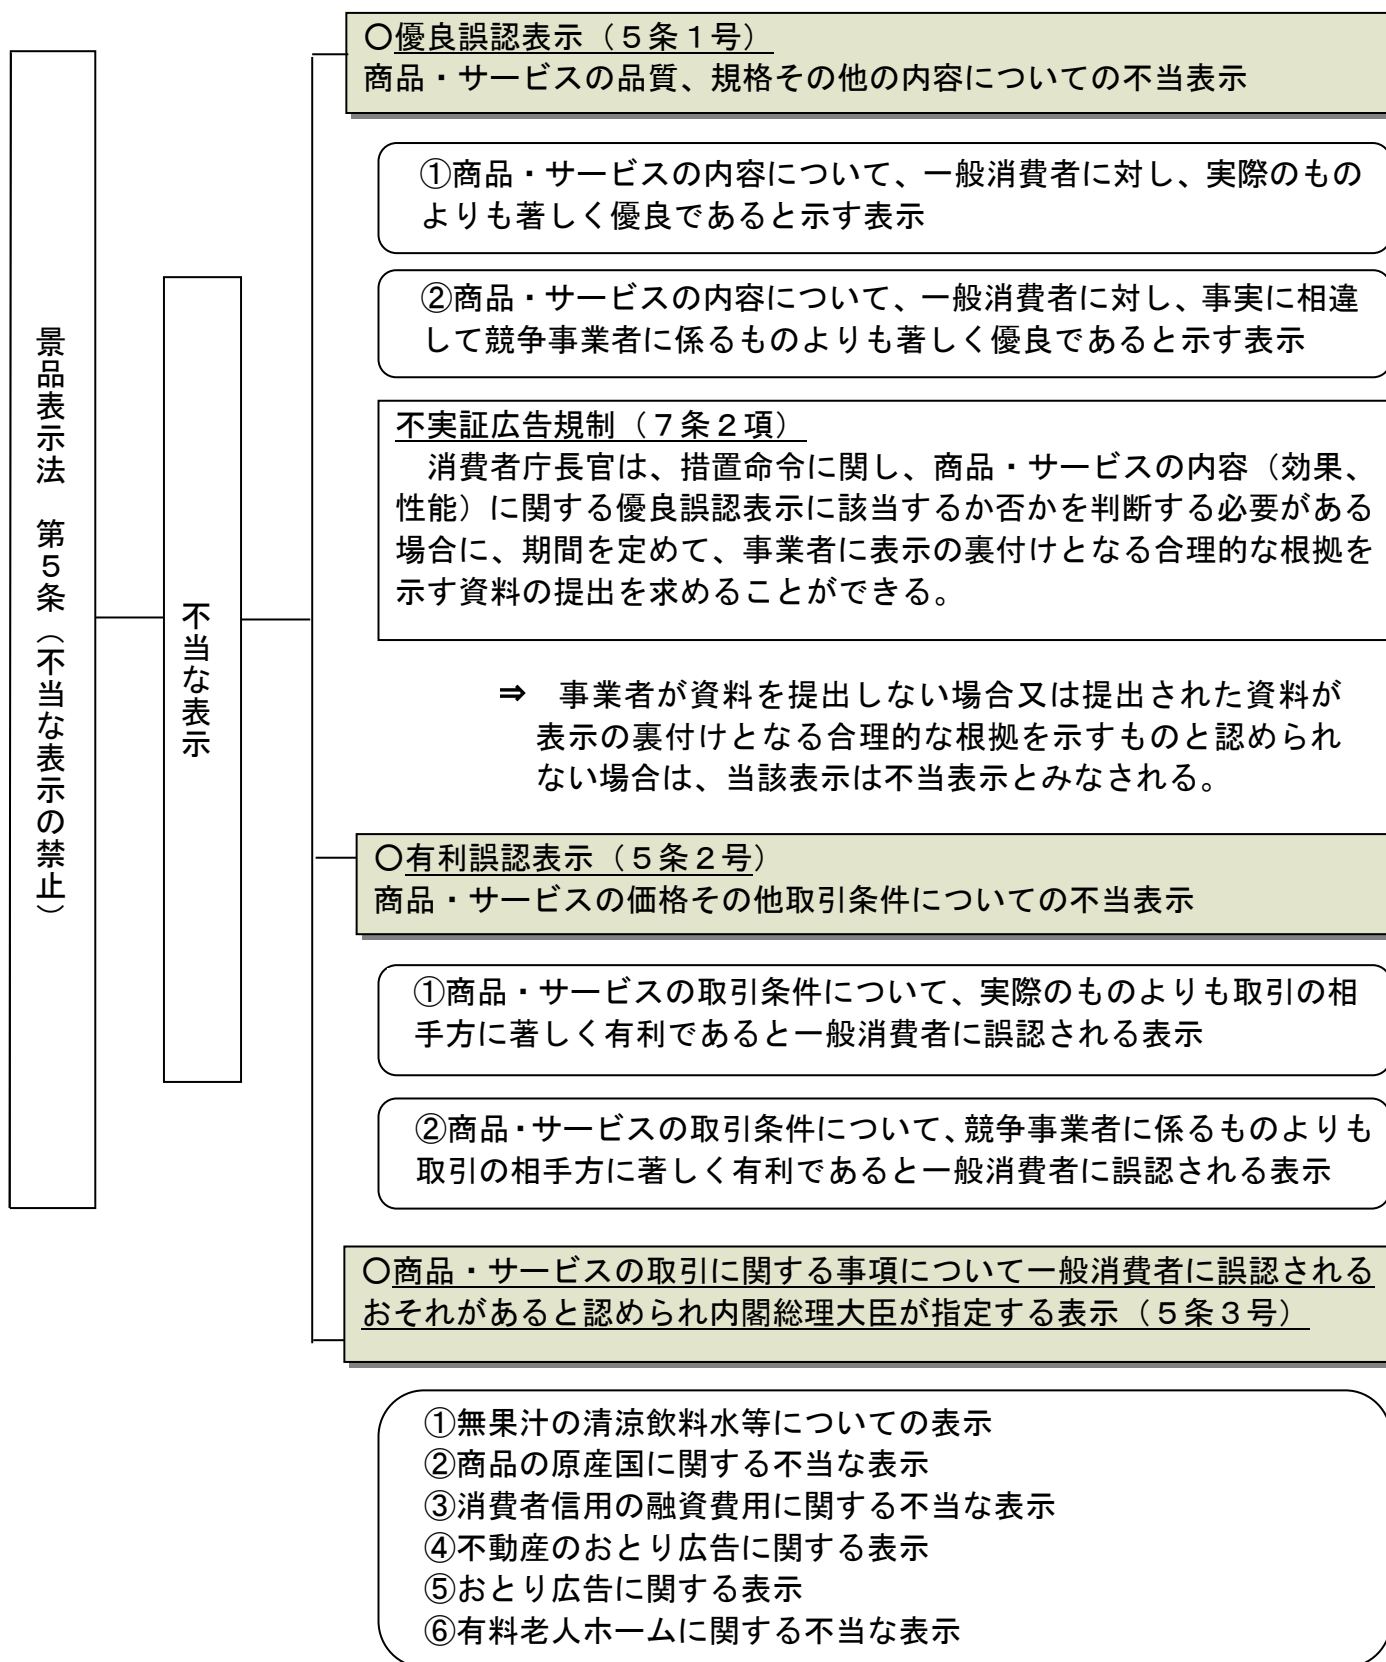 景品表示法　第５条（不当な表示の禁止）
不当な表示
〇優良誤認表示（５条１号）
商品・サービスの品質、規格その他の内容についての不当表示
①商品・サービスの内容について、一般消費者に対し、実際のもの
よりも著しく優良であると示す表示
②商品・サービスの内容について、一般消費者に対し、事実に相違
して競争事業者に係るものよりも著しく優良であると示す表示
不実証広告規制（７条２項）
　消費者庁長官は、措置命令に関し、商品・サービスの内容（効果、
性能）に関する優良誤認表示に該当するか否かを判断する必要がある
場合に、期間を定めて、事業者に表示の裏付けとなる合理的な根拠を
示す資料の提出を求めることができる。
⇒　事業者が資料を提出しない場合又は提出された資料が
表示の裏付けとなる合理的な根拠を示すものと認められ
ない場合は、当該表示は不当表示とみなされる。
〇有利誤認表示（５条２号）
商品・サービスの価格その他取引条件についての不当表示
①商品・サービスの取引条件について、実際のものよりも取引の相
手方に著しく有利であると一般消費者に誤認される表示
②商品・サービスの取引条件について、競争事業者に係るものよりも
取引の相手方に著しく有利であると一般消費者に誤認される表示
〇商品・サービスの取引に関する事項について一般消費者に誤認される
おそれがあると認められ内閣総理大臣が指定する表示（５条３号）
①無果汁の清涼飲料水等についての表示
②商品の原産国に関する不当な表示
③消費者信用の融資費用に関する不当な表示
④不動産のおとり広告に関する表示
⑤おとり広告に関する表示
⑥有料老人ホームに関する不当な表示